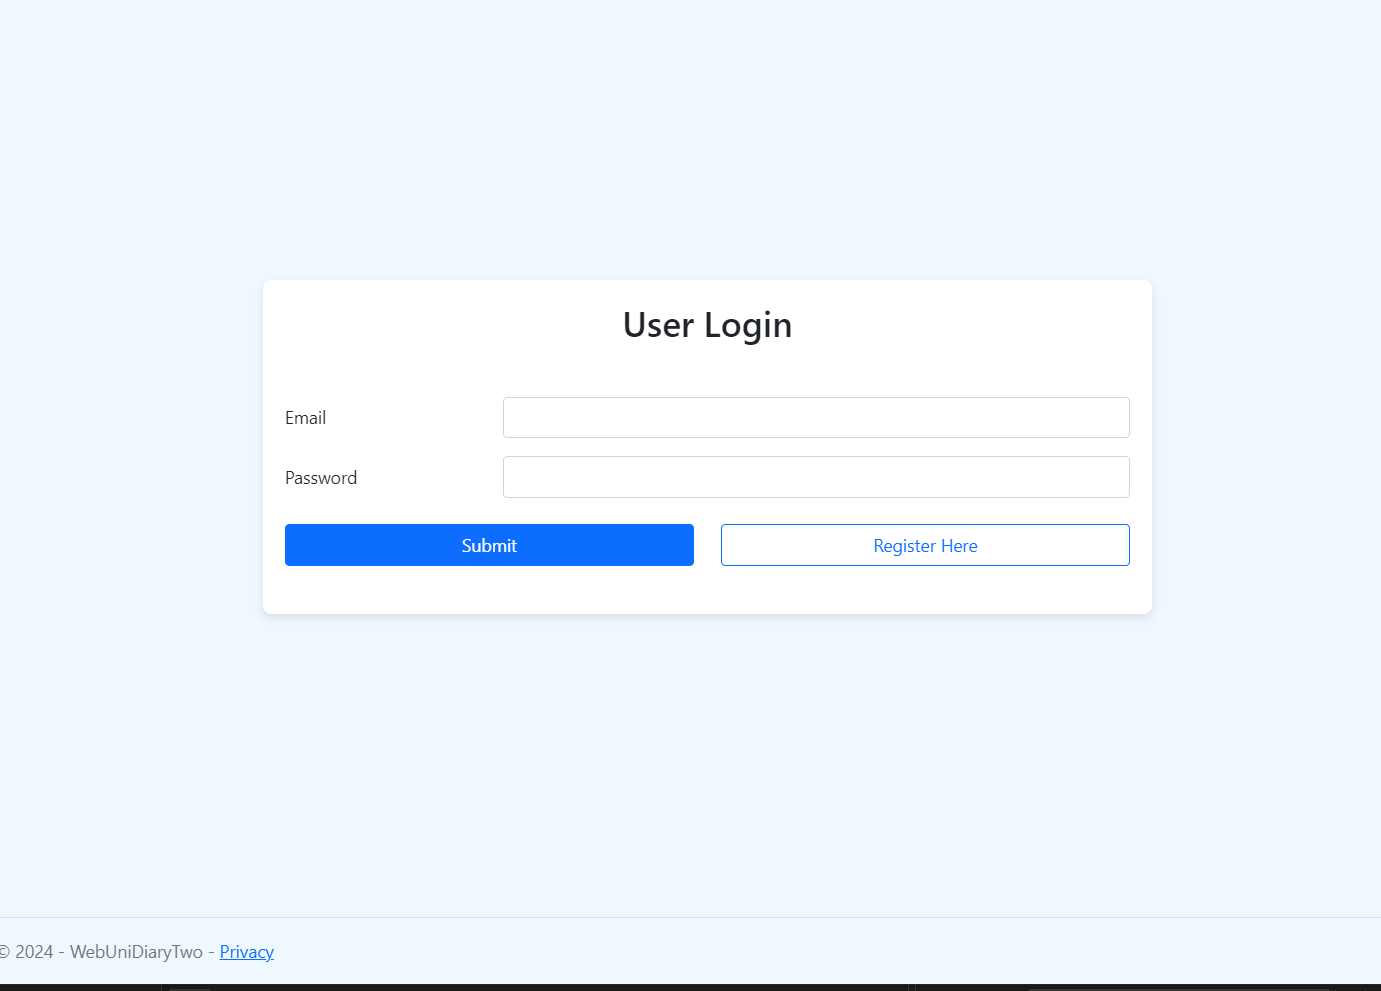 User Login
Email
Password
Submit Register Here
© 2024 - WebUniDiaryTwo - Privacy